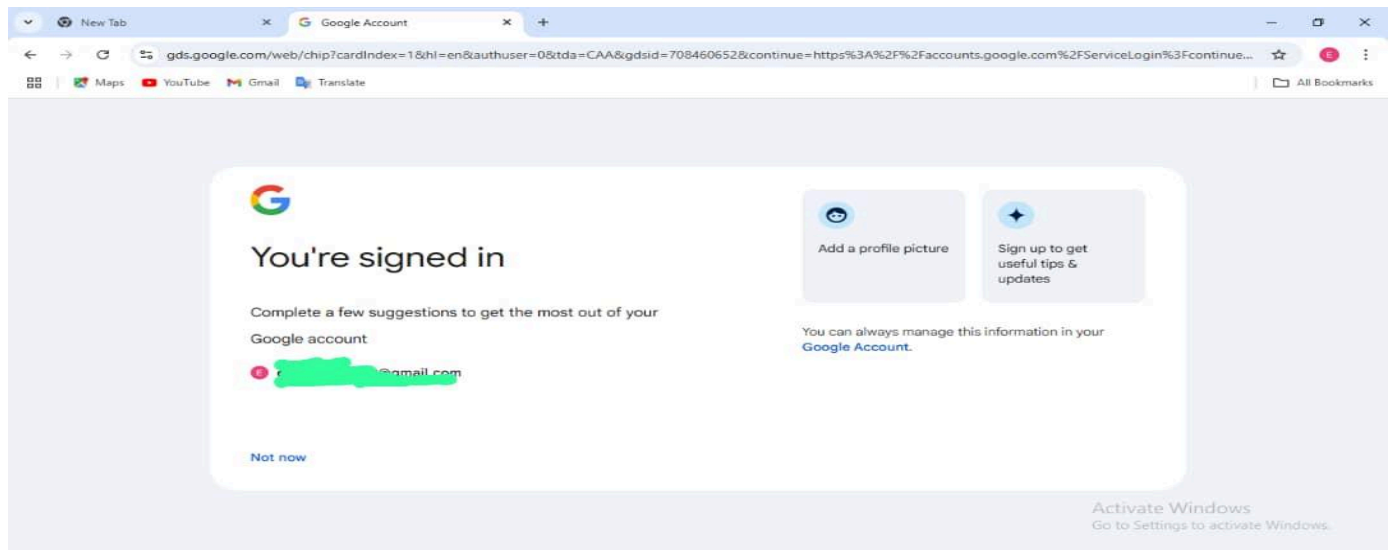 New Tab
Google Account
gds.google.com/web/chip?cardIndex=1&hl=en&authuser=0&tda=CAA&gdsid=708460652&continue=https%3A%2F%2Faccounts.google.com%2FServiceLogin%3Fcontinue...
E
Maps YouTube Gmail Translate All Bookmarks
You're signed in
Complete a few suggestions to get the most out of your
Google account
E @gmail.com
Not now
Add a profile picture
Sign up to get
useful tips &
updates
You can always manage this information in your
Google Account.
Activate Windows
Go to Settings to activate Windows.